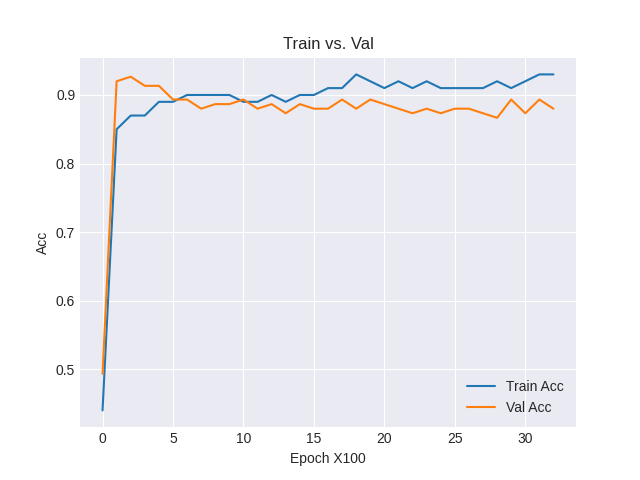 Train vs. Val
0.9
0.8
0.7
0.6
0.5
Acc
Train Acc
Val Acc
0 5 10 15 20 25 30
Epoch X100